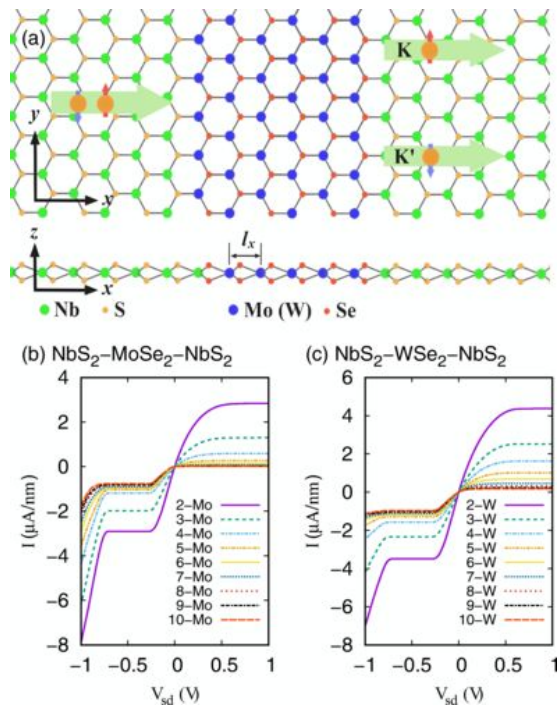 (a)
K
K'
y
x
z
l_x
x
Nb S Mo (W) Se
(b) NbS₂−MoSe₂−NbS₂
4
2
0
−2
−4
−6
−8
I (μA/nm)
2−Mo
3−Mo
4−Mo
5−Mo
6−Mo
7−Mo
8−Mo
9−Mo
10−Mo
−1 −0.5 0 0.5 1
V_sd (V)
(c) NbS₂−WSe₂−NbS₂
6
4
2
0
−2
−4
−6
−8
I (μA/nm)
2−W
3−W
4−W
5−W
6−W
7−W
8−W
9−W
10−W
−1 −0.5 0 0.5 1
V_sd (V)